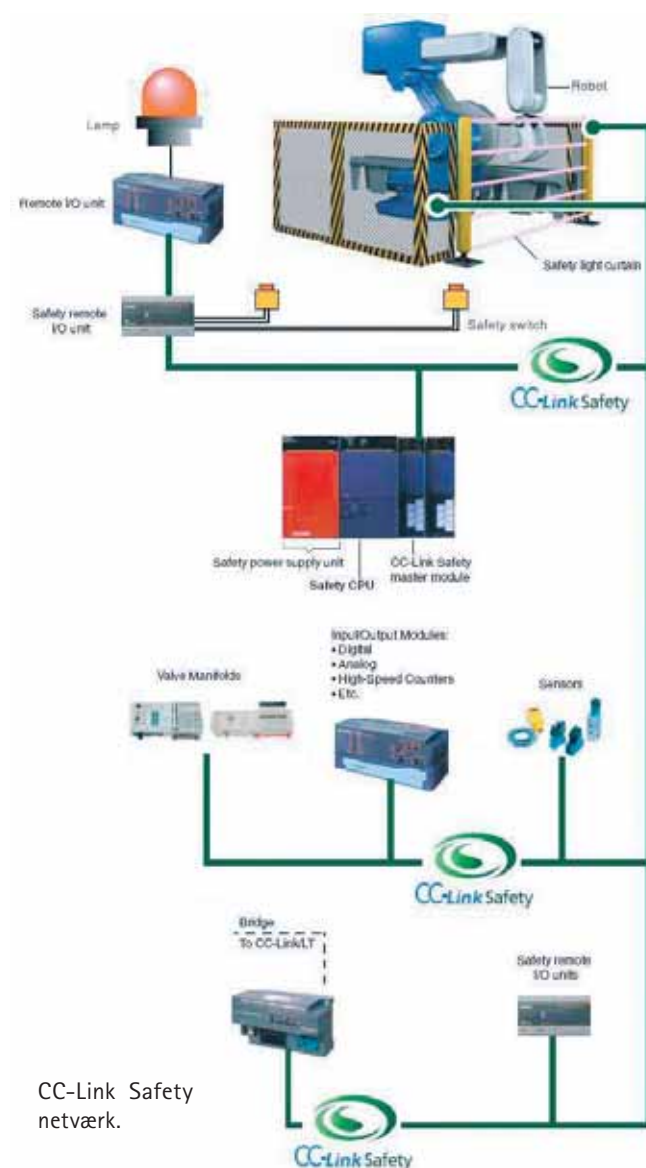 Robot
Lamp
Remote I/O unit
Safety light curtain
Safety remote
I/O unit
Safety switch
CC-Link Safety
Safety power supply unit
CC-Link Safety
master module
Safety CPU
Input/Output Modules:
• Digital
• Analog
• High-Speed Counters
• Etc.
Valve Manifolds
Sensors
CC-Link Safety
Bridge
To CC-Link/LT
Safety remote
I/O units
CC-Link Safety
netværk.
CC-Link Safety